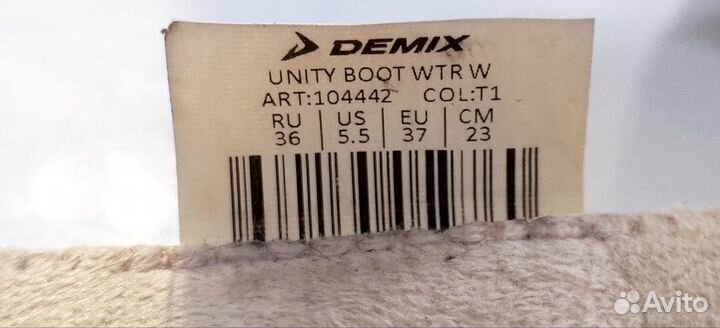 DEMIX
UNITY BOOT WTR W
ART:104442 COL:T1
RU US EU CM
36 5.5 37 23
Avito